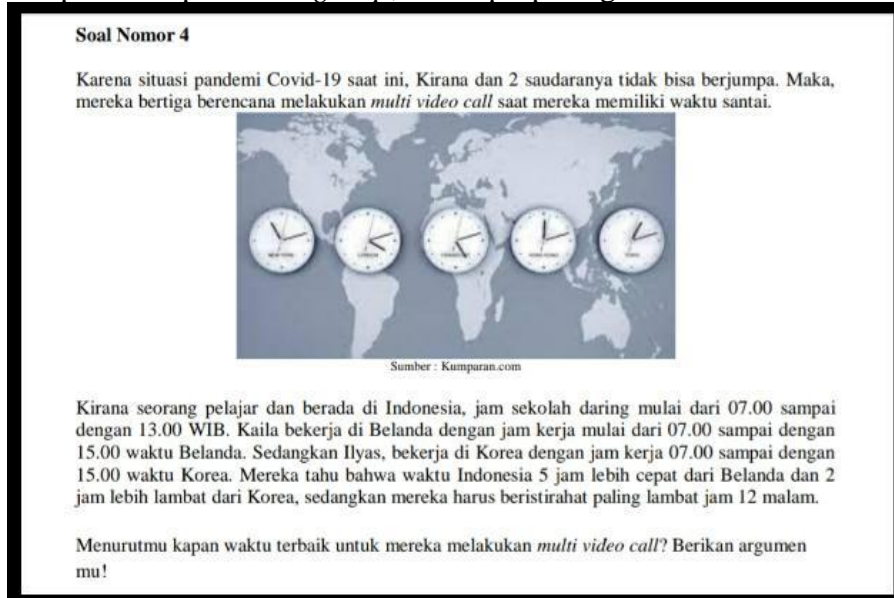 Soal Nomor 4
Karena situasi pandemi Covid-19 saat ini, Kirana dan 2 saudaranya tidak bisa berjumpa. Maka,
mereka bertiga berencana melakukan multi video call saat mereka memiliki waktu santai.
NEW YORK
LONDON
HONG KONG
TOKYO
Sumber : Kumparan.com
Kirana seorang pelajar dan berada di Indonesia, jam sekolah daring mulai dari 07.00 sampai
dengan 13.00 WIB. Kaila bekerja di Belanda dengan jam kerja mulai dari 07.00 sampai dengan
15.00 waktu Belanda. Sedangkan Ilyas, bekerja di Korea dengan jam kerja 07.00 sampai dengan
15.00 waktu Korea. Mereka tahu bahwa waktu Indonesia 5 jam lebih cepat dari Belanda dan 2
jam lebih lambat dari Korea, sedangkan mereka harus beristirahat paling lambat jam 12 malam.
Menurutmu kapan waktu terbaik untuk mereka melakukan multi video call? Berikan argumen
mu!